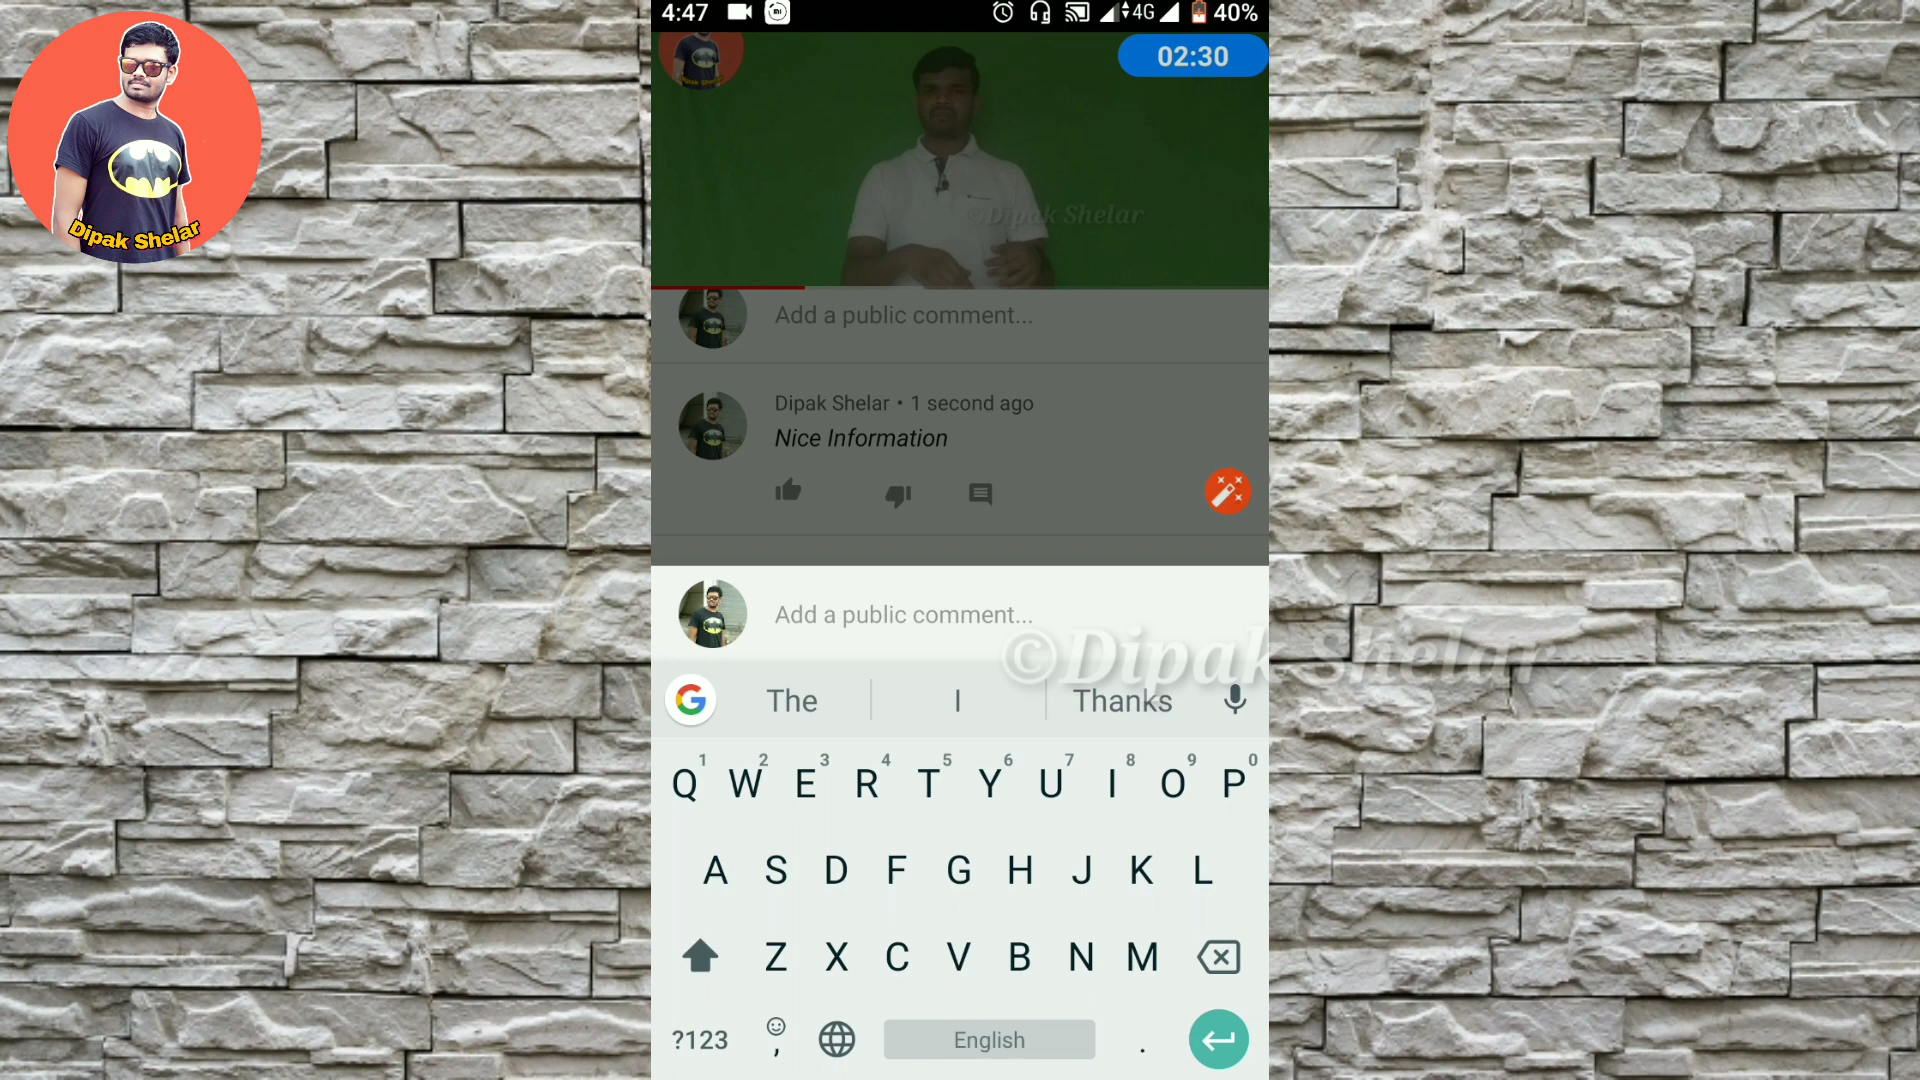 Dipak Shelar
4:47
4G
40%
Dipak Shelar
02:30
©Dipak Shelar
Add a public comment...
Dipak Shelar • 1 second ago
Nice Information
Add a public comment...
©Dipak Shelar
The I Thanks
1 2 3 4 5 6 7 8 9 0
Q W E R T Y U I O P
A S D F G H J K L
Z X C V B N M
?123 , English .